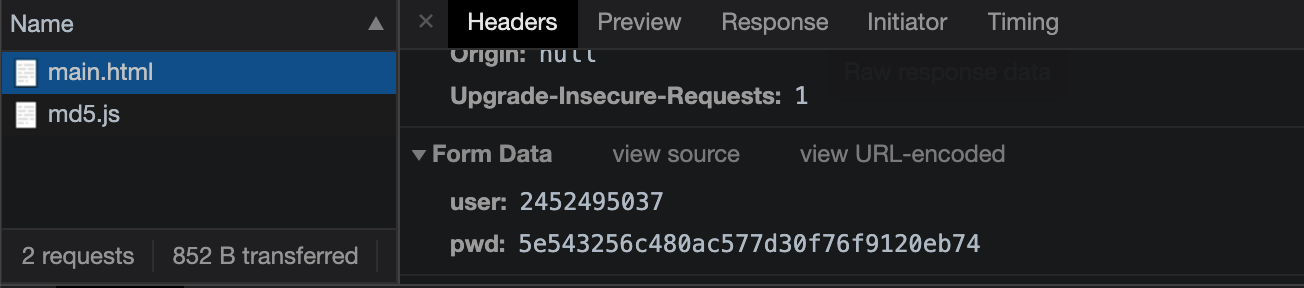 Name
main.html
md5.js
2 requests 852 B transferred
× Headers Preview Response Initiator Timing
Origin: null
Raw response data
Upgrade-Insecure-Requests: 1
Form Data view source view URL-encoded
user: 2452495037
pwd: 5e543256c480ac577d30f76f9120eb74